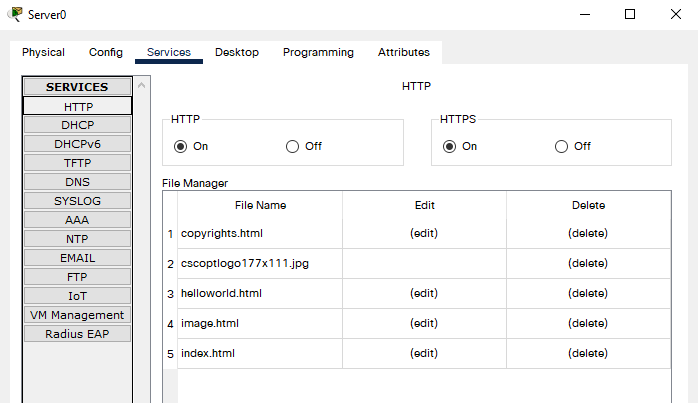 Server0
Physical Config Services Desktop Programming Attributes
SERVICES
HTTP
DHCP
DHCPv6
TFTP
DNS
SYSLOG
AAA
NTP
EMAIL
FTP
IoT
VM Management
Radius EAP
HTTP
HTTP
On Off
HTTPS
On Off
File Manager
File Name Edit Delete
1 copyrights.html (edit) (delete)
2 cscoptlogo177x111.jpg (delete)
3 helloworld.html (edit) (delete)
4 image.html (edit) (delete)
5 index.html (edit) (delete)